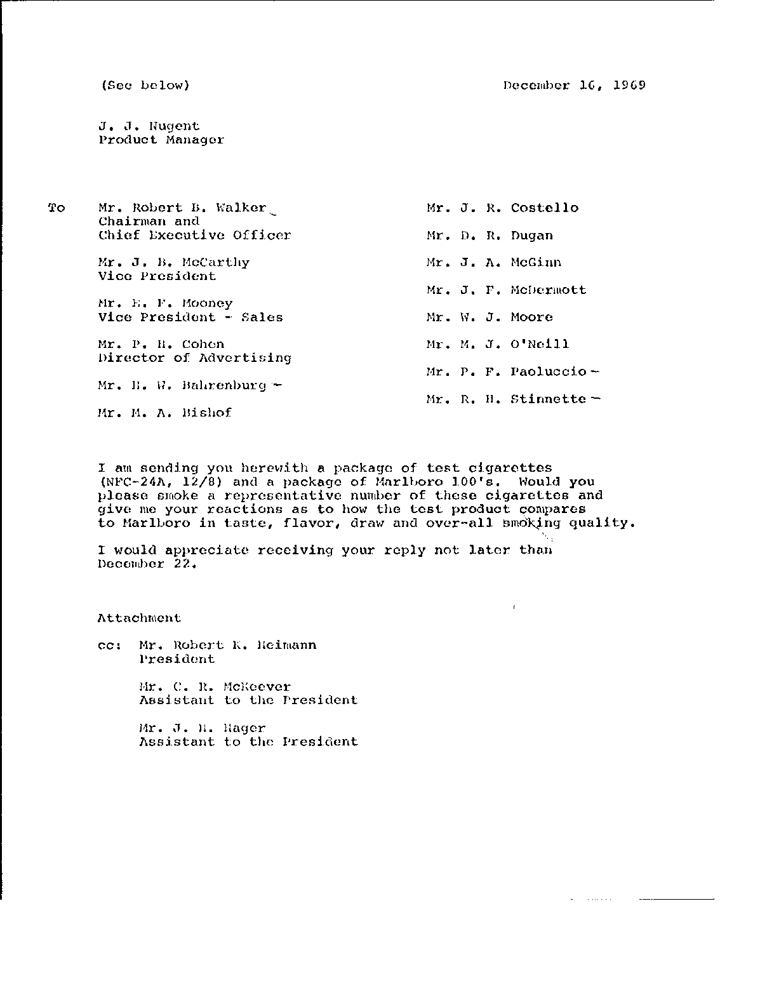 (See below) December 16, 1969
J. J. Nugent
Product Manager
To Mr. Robert B. Walker
Chairman and
Chief Executive Officer
Mr. J. B. McCarthy
Vice President
Mr. E. F. Mooney
Vice President - Sales
Mr. P. H. Cohen
Director of Advertising
Mr. H. W. Bahrenburg -
Mr. M. A. Bishof
Mr. J. R. Costello
Mr. D. R. Dugan
Mr. J. A. McGinn
Mr. J. F. McDermott
Mr. W. J. Moore
Mr. M. J. O'Neill
Mr. P. F. Paoluccio -
Mr. R. H. Stinnette -
I am sending you herewith a package of test cigarettes
(NFC-24A, 12/8) and a package of Marlboro 100's. Would you
please smoke a representative number of these cigarettes and
give me your reactions as to how the test product compares
to Marlboro in taste, flavor, draw and over-all smoking quality.
I would appreciate receiving your reply not later than
December 22.
Attachment
cc: Mr. Robert K. Heimann
President
Mr. C. R. McKeever
Assistant to the President
Mr. J. H. Hager
Assistant to the President